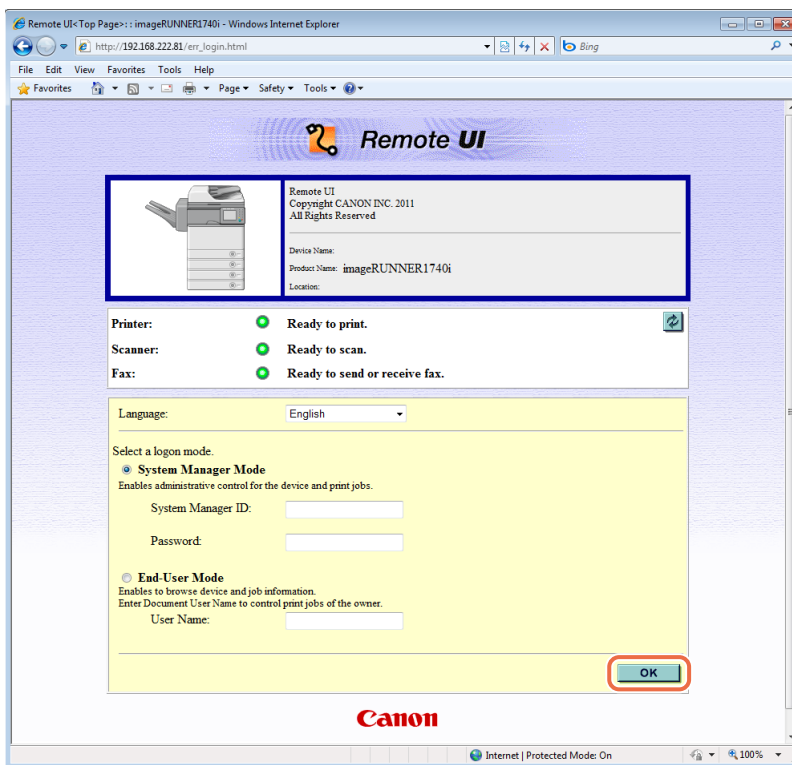 Remote UI<Top Page>: : imageRUNNER1740i - Windows Internet Explorer
http://192.168.222.81/err_login.html
Bing
File Edit View Favorites Tools Help
Favorites Page Safety Tools
Remote UI
Remote UI
Copyright CANON INC. 2011
All Rights Reserved
Device Name:
Product Name: imageRUNNER1740i
Location:
Printer: Ready to print.
Scanner: Ready to scan.
Fax: Ready to send or receive fax.
Language: English
Select a logon mode.
System Manager Mode
Enables administrative control for the device and print jobs.
System Manager ID:
Password:
End-User Mode
Enables to browse device and job information.
Enter Document User Name to control print jobs of the owner.
User Name:
OK
Canon
Internet | Protected Mode: On 100%